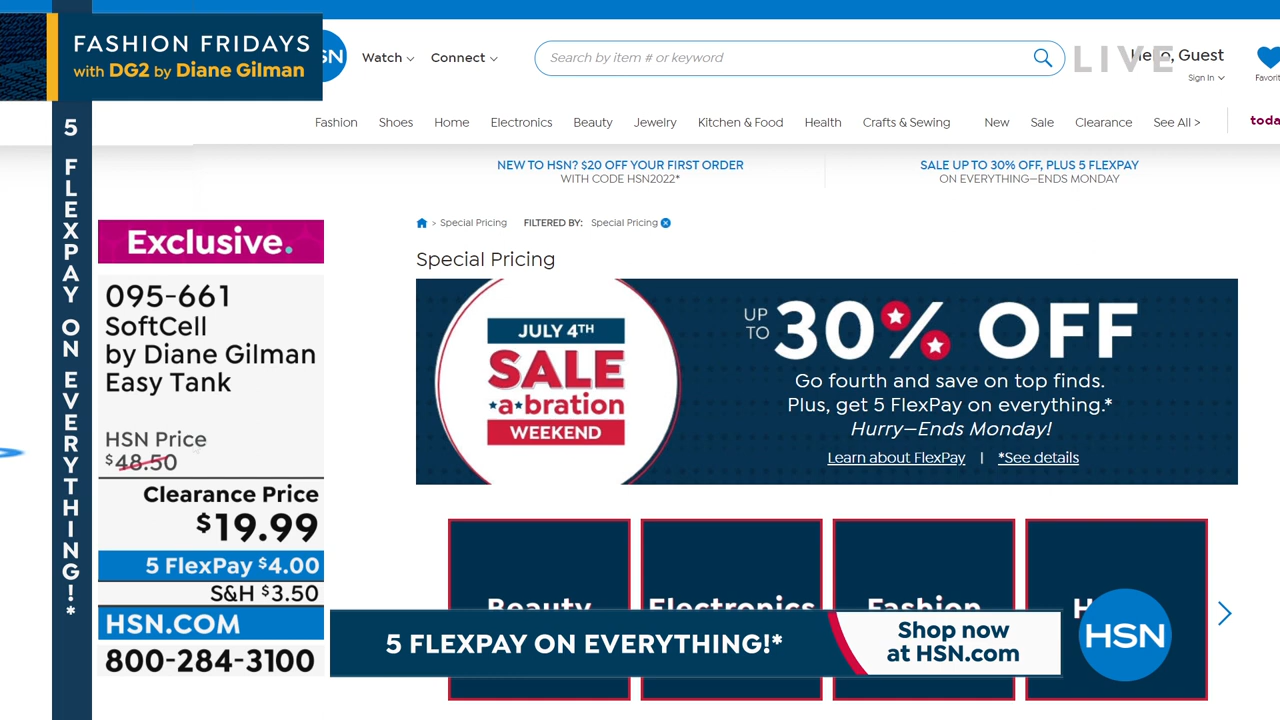 FASHION FRIDAYS
with DG2 by Diane Gilman
5 FLEXPAY ON EVERYTHING!*
SN
Watch
Connect
Search by item # or keyword
LIVE
Hello, Guest
Sign In
Fashion
Shoes
Home
Electronics
Beauty
Jewelry
Kitchen & Food
Health
Crafts & Sewing
New
Sale
Clearance
See All >
NEW TO HSN? $20 OFF YOUR FIRST ORDER
WITH CODE HSN2022*
SALE UP TO 30% OFF, PLUS 5 FLEXPAY
ON EVERYTHING—ENDS MONDAY
> Special Pricing
FILTERED BY: Special Pricing
Special Pricing
JULY 4TH
SALE
a bration
WEEKEND
UP TO 30% OFF
Go fourth and save on top finds.
Plus, get 5 FlexPay on everything.*
Hurry—Ends Monday!
Learn about FlexPay | *See details
Exclusive.
095-661
SoftCell
by Diane Gilman
Easy Tank
HSN Price
$48.50
Clearance Price
$19.99
5 FlexPay $4.00
S&H $3.50
HSN.COM
800-284-3100
Beauty
Electronics
Fashion
5 FLEXPAY ON EVERYTHING!*
Shop now
at HSN.com
HSN